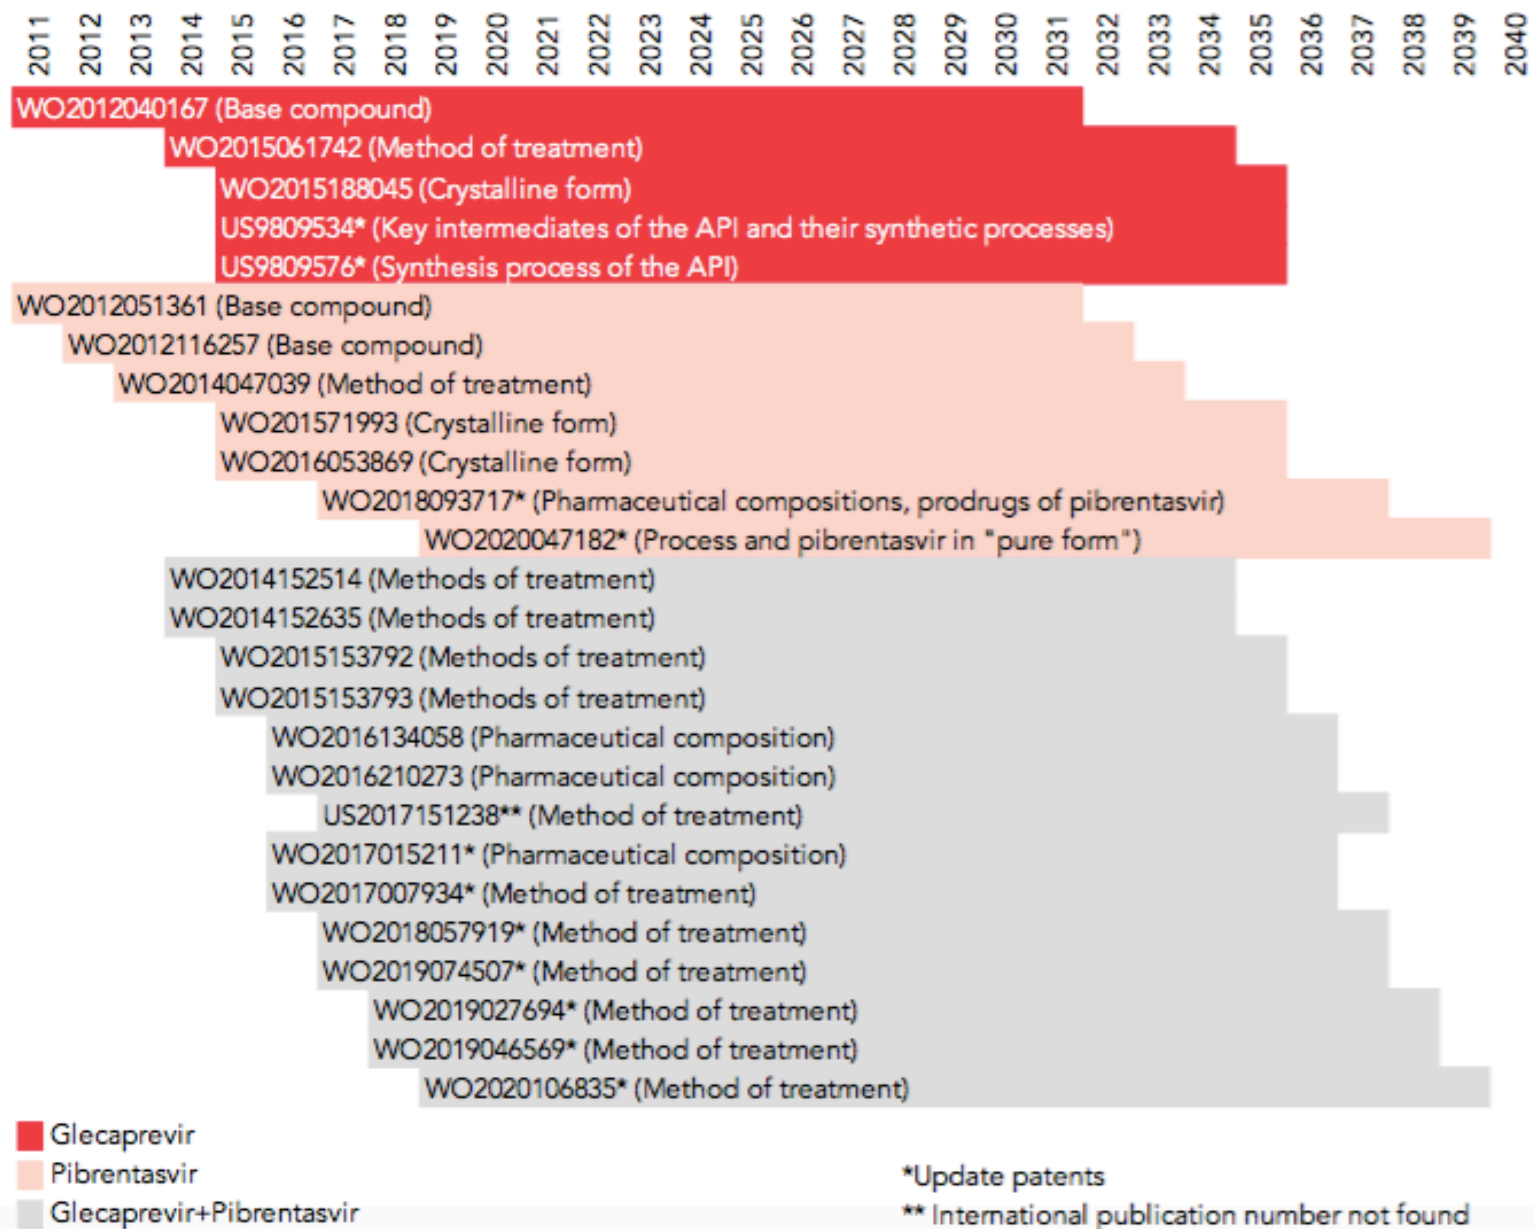 2011 2012 2013 2014 2015 2016 2017 2018 2019 2020 2021 2022 2023 2024 2025 2026 2027 2028 2029 2030 2031 2032 2033 2034 2035 2036 2037 2038 2039 2040
WO2012040167 (Base compound)
WO2015061742 (Method of treatment)
WO2015188045 (Crystalline form)
US9809534* (Key intermediates of the API and their synthetic processes)
US9809576* (Synthesis process of the API)
WO2012051361 (Base compound)
WO2012116257 (Base compound)
WO2014047039 (Method of treatment)
WO201571993 (Crystalline form)
WO2016053869 (Crystalline form)
WO2018093717* (Pharmaceutical compositions, prodrugs of pibrentasvir)
WO2020047182* (Process and pibrentasvir in "pure form")
WO2014152514 (Methods of treatment)
WO2014152635 (Methods of treatment)
WO2015153792 (Methods of treatment)
WO2015153793 (Methods of treatment)
WO2016134058 (Pharmaceutical composition)
WO2016210273 (Pharmaceutical composition)
US2017151238** (Method of treatment)
WO2017015211* (Pharmaceutical composition)
WO2017007934* (Method of treatment)
WO2018057919* (Method of treatment)
WO2019074507* (Method of treatment)
WO2019027694* (Method of treatment)
WO2019046569* (Method of treatment)
WO2020106835* (Method of treatment)
Glecaprevir
Pibrentasvir
Glecaprevir+Pibrentasvir
*Update patents
** International publication number not found